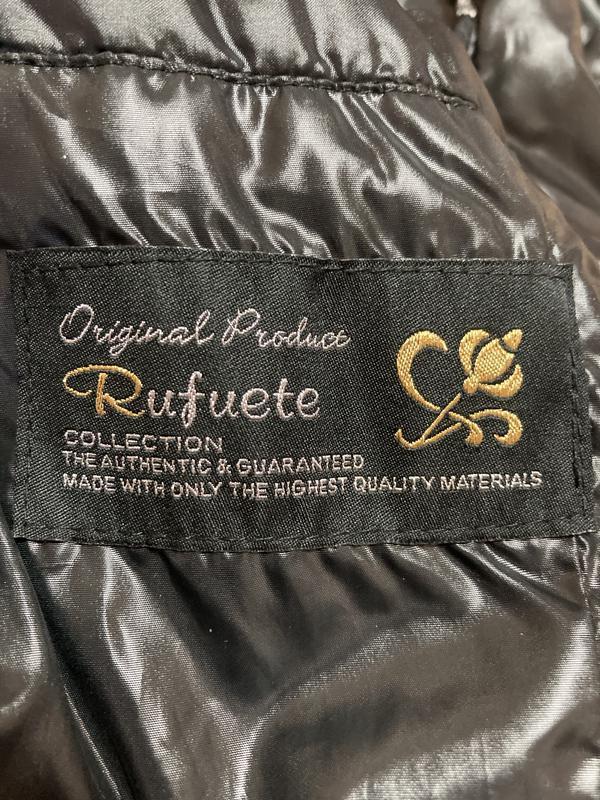 Original Product
Rufuete
COLLECTION
THE AUTHENTIC & GUARANTEED
MADE WITH ONLY THE HIGHEST QUALITY MATERIALS